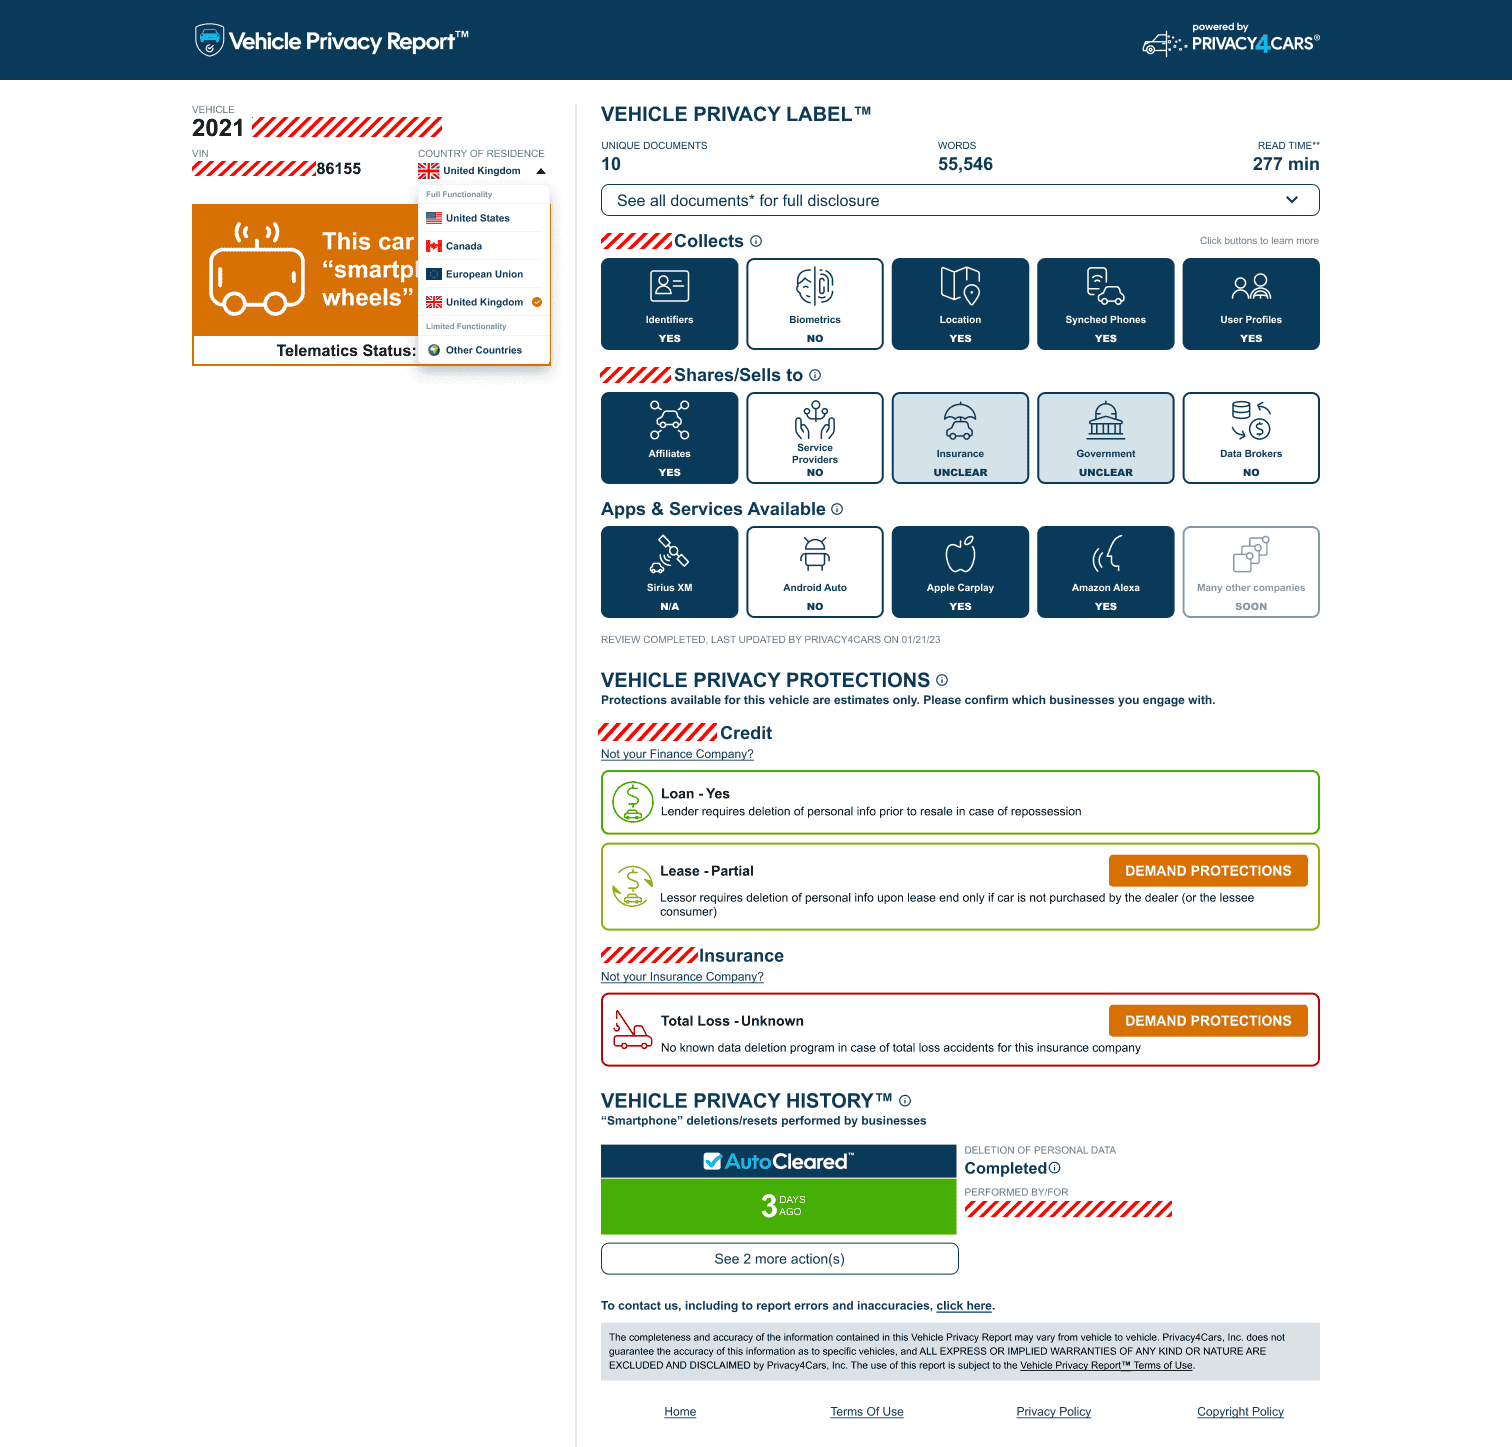 Vehicle Privacy Report™
powered by
PRIVACY4CARS®
VEHICLE
2021
VIN
86155
COUNTRY OF RESIDENCE
United Kingdom
Full Functionality
United States
Canada
European Union
United Kingdom
Limited Functionality
Other Countries
This car
“smartp
wheels”
Telematics Status:
VEHICLE PRIVACY LABEL™
UNIQUE DOCUMENTS
10
WORDS
55,546
READ TIME**
277 min
See all documents* for full disclosure
Collects
Click buttons to learn more
Identifiers
YES
Biometrics
NO
Location
YES
Synched Phones
YES
User Profiles
YES
Shares/Sells to
Affiliates
YES
Service
Providers
NO
Insurance
UNCLEAR
Government
UNCLEAR
Data Brokers
NO
Apps & Services Available
Sirius XM
N/A
Android Auto
NO
Apple Carplay
YES
Amazon Alexa
YES
Many other companies
SOON
REVIEW COMPLETED, LAST UPDATED BY PRIVACY4CARS ON 01/21/23
VEHICLE PRIVACY PROTECTIONS
Protections available for this vehicle are estimates only. Please confirm which businesses you engage with.
Credit
Not your Finance Company?
Loan - Yes
Lender requires deletion of personal info prior to resale in case of repossession
Lease - Partial
DEMAND PROTECTIONS
Lessor requires deletion of personal info upon lease end only if car is not purchased by the dealer (or the lessee
consumer)
Insurance
Not your Insurance Company?
Total Loss - Unknown
DEMAND PROTECTIONS
No known data deletion program in case of total loss accidents for this insurance company
VEHICLE PRIVACY HISTORY™
“Smartphone” deletions/resets performed by businesses
AutoCleared™
3 DAYS
AGO
DELETION OF PERSONAL DATA
Completed
PERFORMED BY/FOR
See 2 more action(s)
To contact us, including to report errors and inaccuracies, click here.
The completeness and accuracy of the information contained in this Vehicle Privacy Report may vary from vehicle to vehicle. Privacy4Cars, Inc. does not
guarantee the accuracy of this information as to specific vehicles, and ALL EXPRESS OR IMPLIED WARRANTIES OF ANY KIND OR NATURE ARE
EXCLUDED AND DISCLAIMED by Privacy4Cars, Inc. The use of this report is subject to the Vehicle Privacy Report™ Terms of Use.
Home
Terms Of Use
Privacy Policy
Copyright Policy